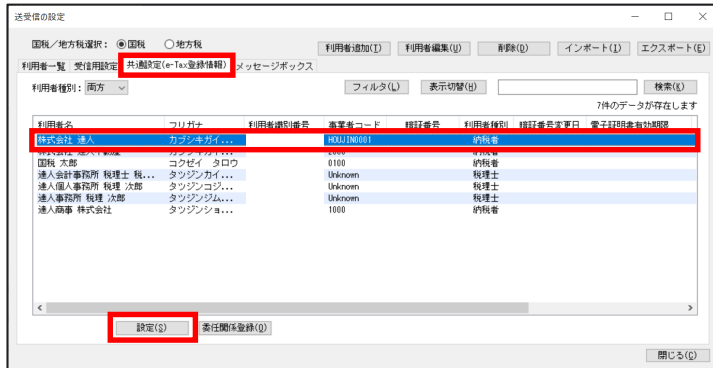 送受信の設定
国税/地方税選択： 国税 地方税
利用者追加(I) 利用者編集(U) 削除(D) インポート(I) エクスポート(E)
利用者一覧 受信用設定 共通設定(e-Tax登録情報) メッセージボックス
利用者種別： 両方 フィルタ(L) 表示切替(H) 検索(K)
7件のデータが存在します
利用者名 フリガナ 利用者識別番号 事業者コード 暗証番号 利用者種別 暗証番号変更日 電子証明書有効期限
株式会社 達人 カブシキガイ... HOUJIN0001 納税者
国税 太郎 コクゼイ タロウ 0100 納税者
達人会計事務所 税理士 税... タツジンカイ... Unknown 税理士
達人個人事務所 税理 次郎 タツジンコジ... Unknown 税理士
達人事務所 税理 次郎 タツジンジム... Unknown 税理士
達人商事 株式会社 タツジンショ... 1000 納税者
設定(S) 委任関係登録(O)
閉じる(C)